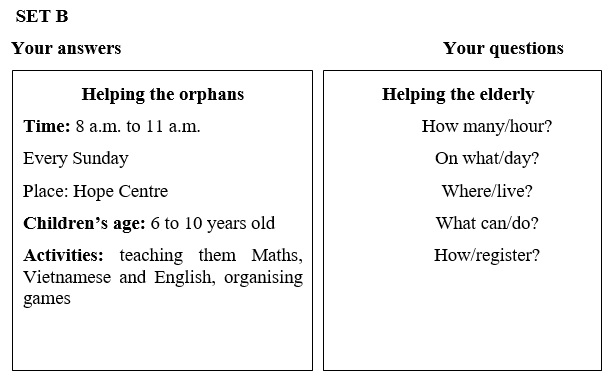 SET B
Your answers
Your questions
Helping the orphans
Time: 8 a.m. to 11 a.m.
Every Sunday
Place: Hope Centre
Children's age: 6 to 10 years old
Activities: teaching them Maths,
Vietnamese and English, organising
games
Helping the elderly
How many/hour?
On what/day?
Where/live?
What can/do?
How/register?